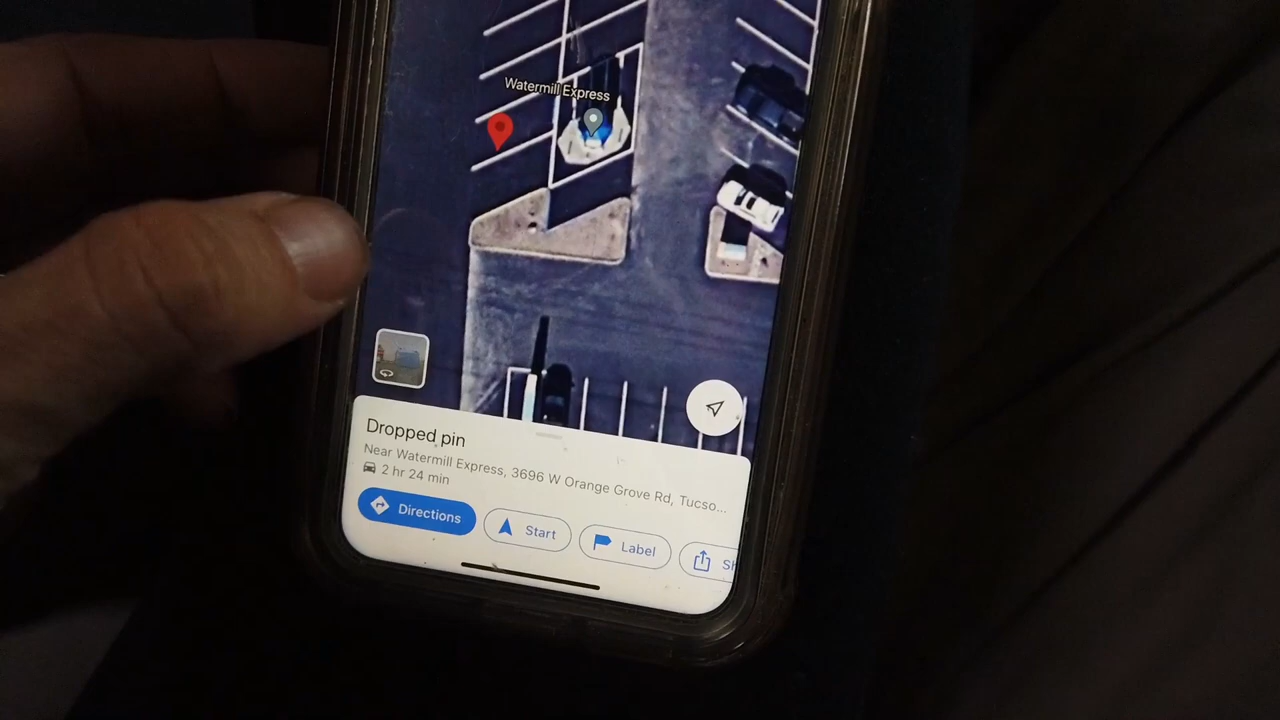 Watermill Express
Dropped pin
Near Watermill Express, 3696 W Orange Grove Rd, Tucso...
2 hr 24 min
Directions
Start
Label
Sh